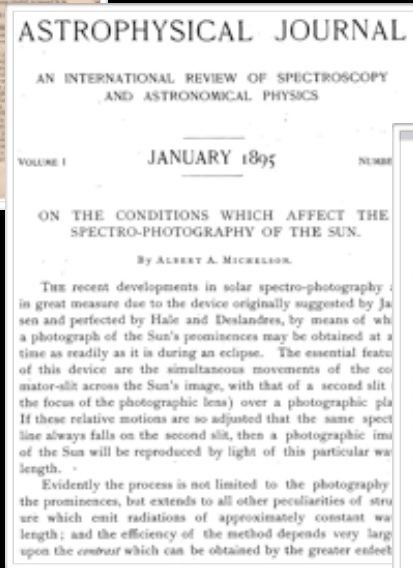 ASTROPHYSICAL JOURNAL
AN INTERNATIONAL REVIEW OF SPECTROSCOPY
AND ASTRONOMICAL PHYSICS
VOLUME I JANUARY 1895 NUMBE
ON THE CONDITIONS WHICH AFFECT THE
SPECTRO-PHOTOGRAPHY OF THE SUN.
By ALBERT A. MICHELSON.
THE recent developments in solar spectro-photography
in great measure due to the device originally suggested by Ja
sen and perfected by Hale and Deslandres, by means of wh
a photograph of the Sun's prominences may be obtained at a
time as readily as it is during an eclipse. The essential featu
of this device are the simultaneous movements of the co
mator-slit across the Sun's image, with that of a second slit
the focus of the photographic lens) over a photographic pla
If these relative motions are so adjusted that the same spect
line always falls on the second slit, then a photographic ima
of the Sun will be reproduced by light of this particular wa
length.
Evidently the process is not limited to the photography
the prominences, but extends to all other peculiarities of stru
ure which emit radiations of approximately constant wa
length; and the efficiency of the method depends very larg
upon the contrast which can be obtained by the greater enfeeb